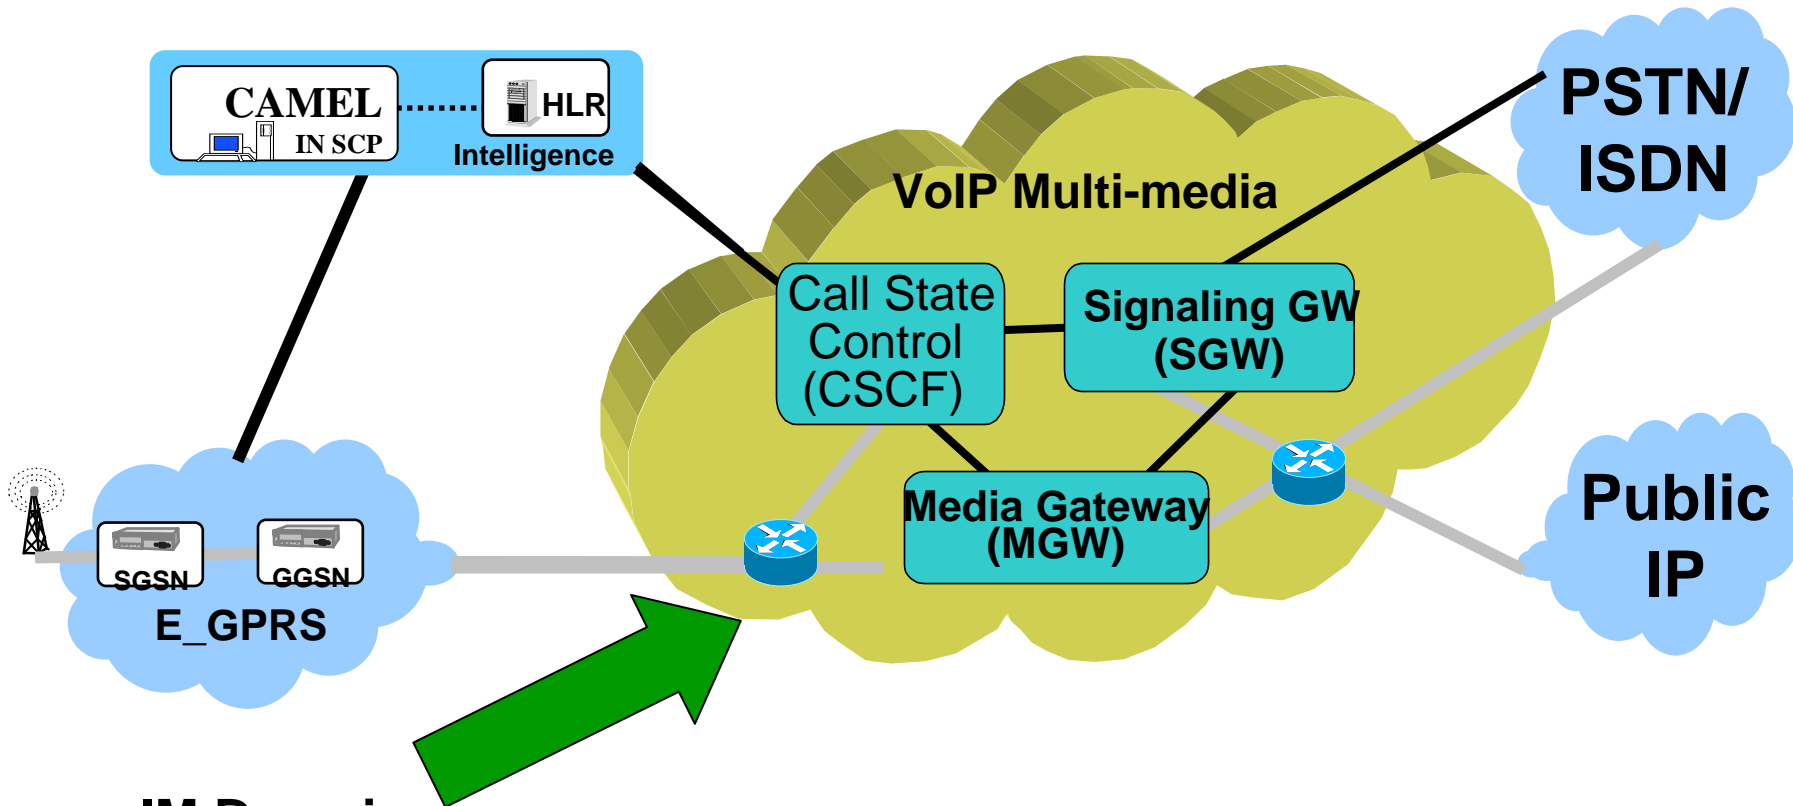 CAMEL
IN SCP
HLR
Intelligence
VoIP Multi-media
PSTN/
ISDN
Call State
Control
(CSCF)
Signaling GW
(SGW)
Media Gateway
(MGW)
Public
IP
SGSN
GGSN
E_GPRS
IM